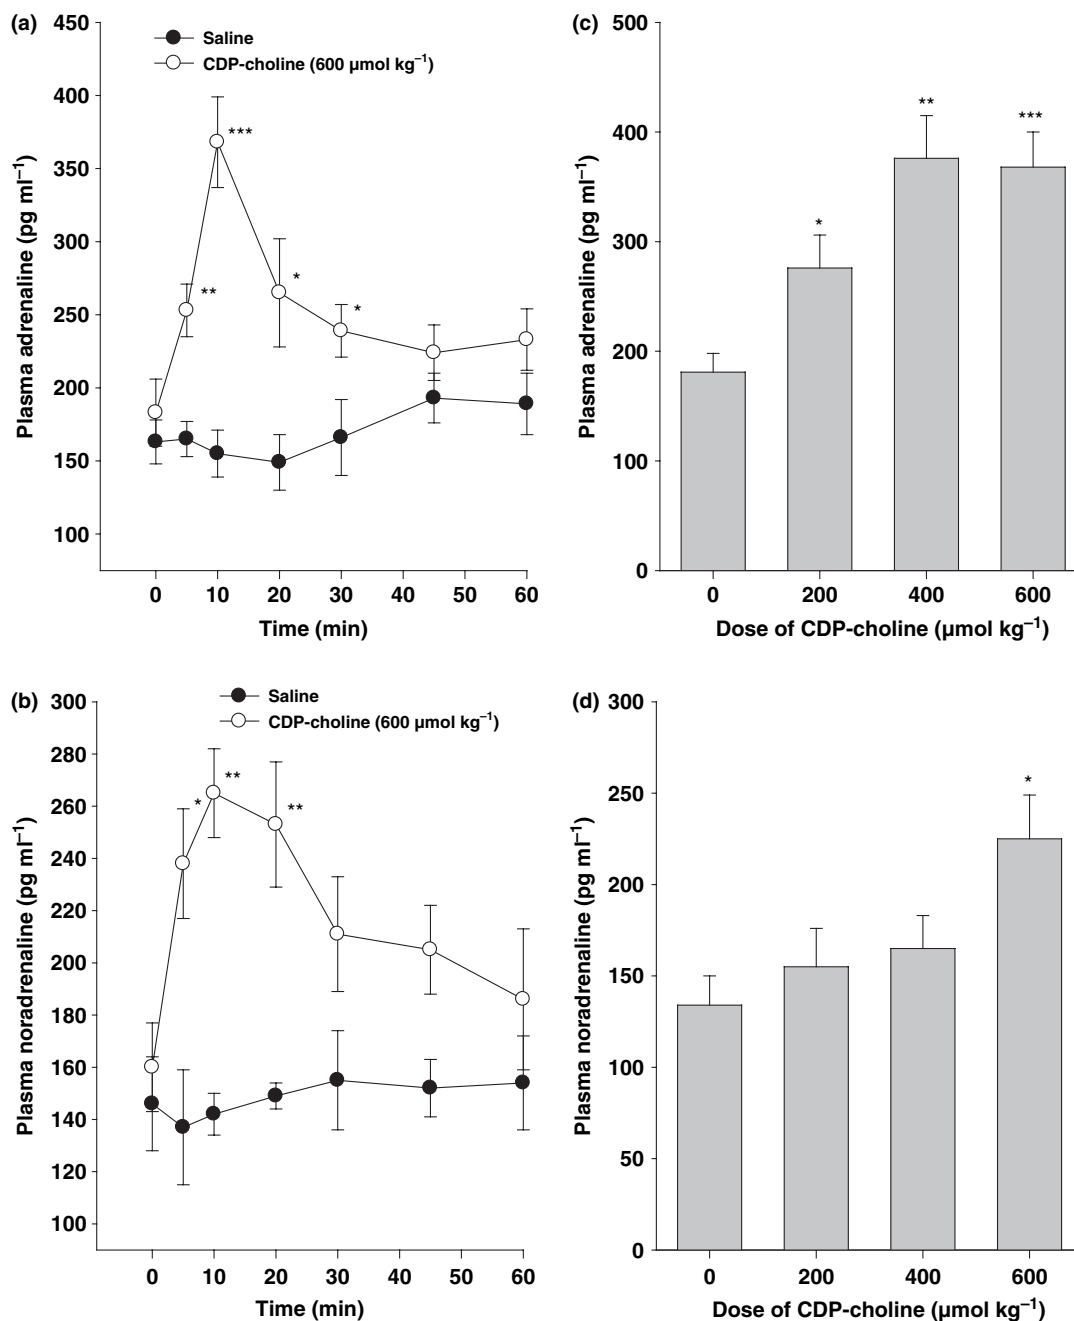 (a)
Saline
CDP-choline (600 µmol kg⁻¹)
Plasma adrenaline (pg ml⁻¹)
450
400
350
300
250
200
150
100
***
**
*
*
0 10 20 30 40 50 60
Time (min)
(c)
Plasma adrenaline (pg ml⁻¹)
500
400
300
200
100
0
*
**
***
0 200 400 600
Dose of CDP-choline (µmol kg⁻¹)
(b)
Saline
CDP-choline (600 µmol kg⁻¹)
Plasma noradrenaline (pg ml⁻¹)
300
280
260
240
220
200
180
160
140
120
100
*
**
**
0 10 20 30 40 50 60
Time (min)
(d)
Plasma noradrenaline (pg ml⁻¹)
300
250
200
150
100
50
0
*
0 200 400 600
Dose of CDP-choline (µmol kg⁻¹)